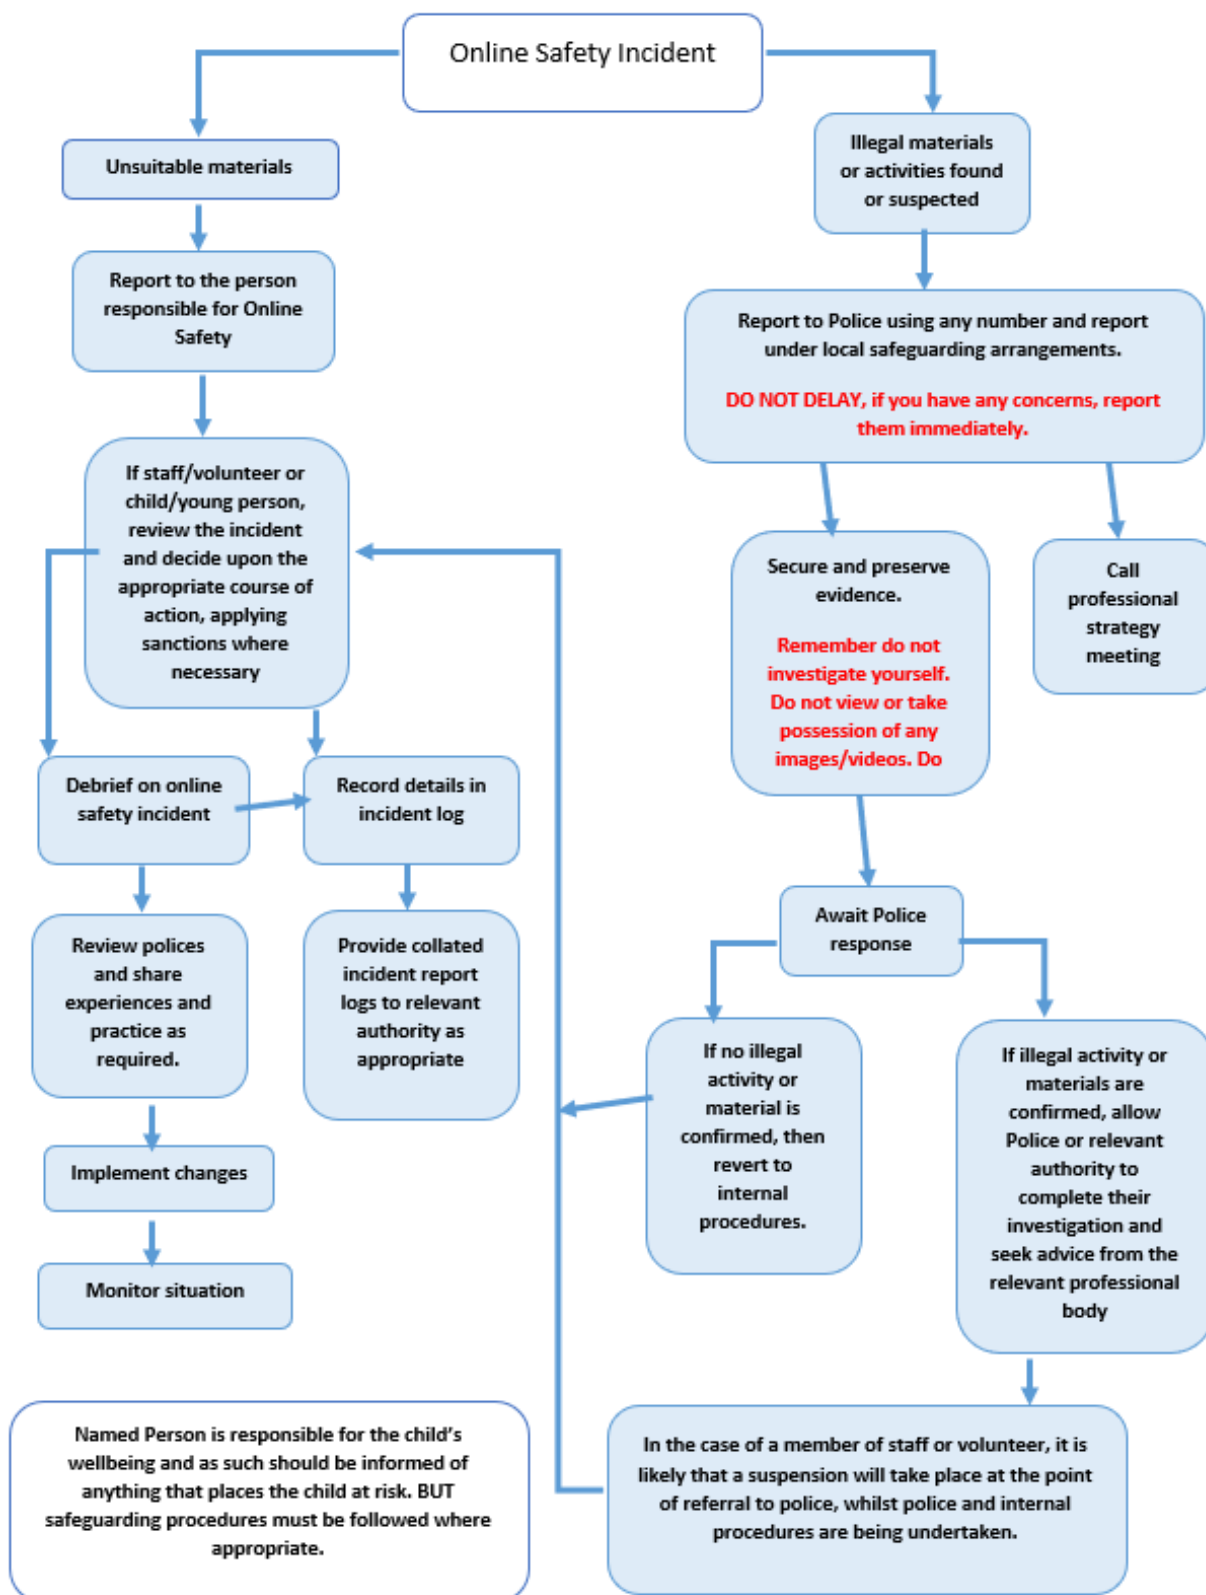 Online Safety Incident
Unsuitable materials
Report to the person
responsible for Online
Safety
If staff/volunteer or
child/young person,
review the incident
and decide upon the
appropriate course of
action, applying
sanctions where
necessary
Debrief on online
safety incident
Record details in
incident log
Review polices
and share
experiences and
practice as
required.
Provide collated
incident report
logs to relevant
authority as
appropriate
Implement changes
Monitor situation
Illegal materials
or activities found
or suspected
Report to Police using any number and report
under local safeguarding arrangements.
DO NOT DELAY, if you have any concerns, report
them immediately.
Secure and preserve
evidence.
Remember do not
investigate yourself.
Do not view or take
possession of any
images/videos. Do
Call
professional
strategy
meeting
Await Police
response
If no illegal
activity or
material is
confirmed, then
revert to
internal
procedures.
If illegal activity or
materials are
confirmed, allow
Police or relevant
authority to
complete their
investigation and
seek advice from the
relevant professional
body
In the case of a member of staff or volunteer, it is
likely that a suspension will take place at the point
of referral to police, whilst police and internal
procedures are being undertaken.
Named Person is responsible for the child’s
wellbeing and as such should be informed of
anything that places the child at risk. BUT
safeguarding procedures must be followed where
appropriate.